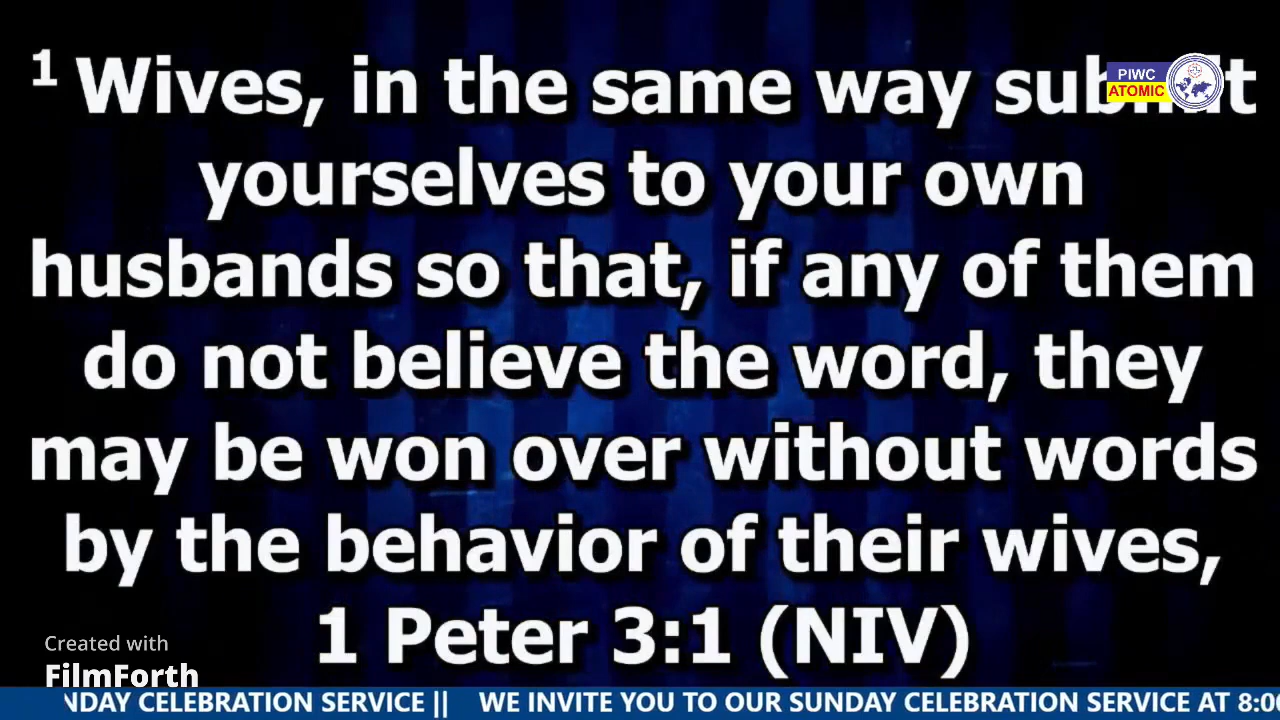 1 Wives, in the same way submit
yourselves to your own
husbands so that, if any of them
do not believe the word, they
may be won over without words
by the behavior of their wives,
1 Peter 3:1 (NIV)
PIWC
ATOMIC
Created with
FilmForth
NDAY CELEBRATION SERVICE || WE INVITE YOU TO OUR SUNDAY CELEBRATION SERVICE AT 8:0